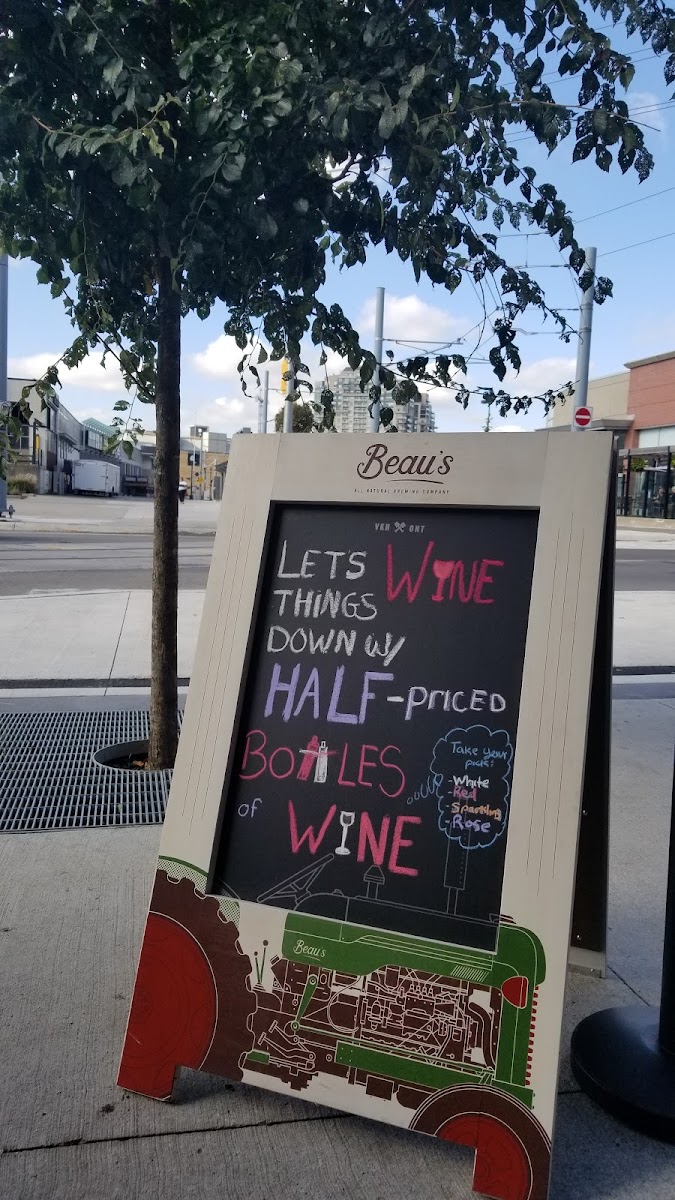 Beau's
ALL NATURAL BREWING COMPANY
VKH ONT
LET'S WINE
THINGS
DOWN W/
HALF-PRICED
BOTTLES
OF WINE
Take your
pick:
-White
-Red
-Sparkling
-Rose
Beau's